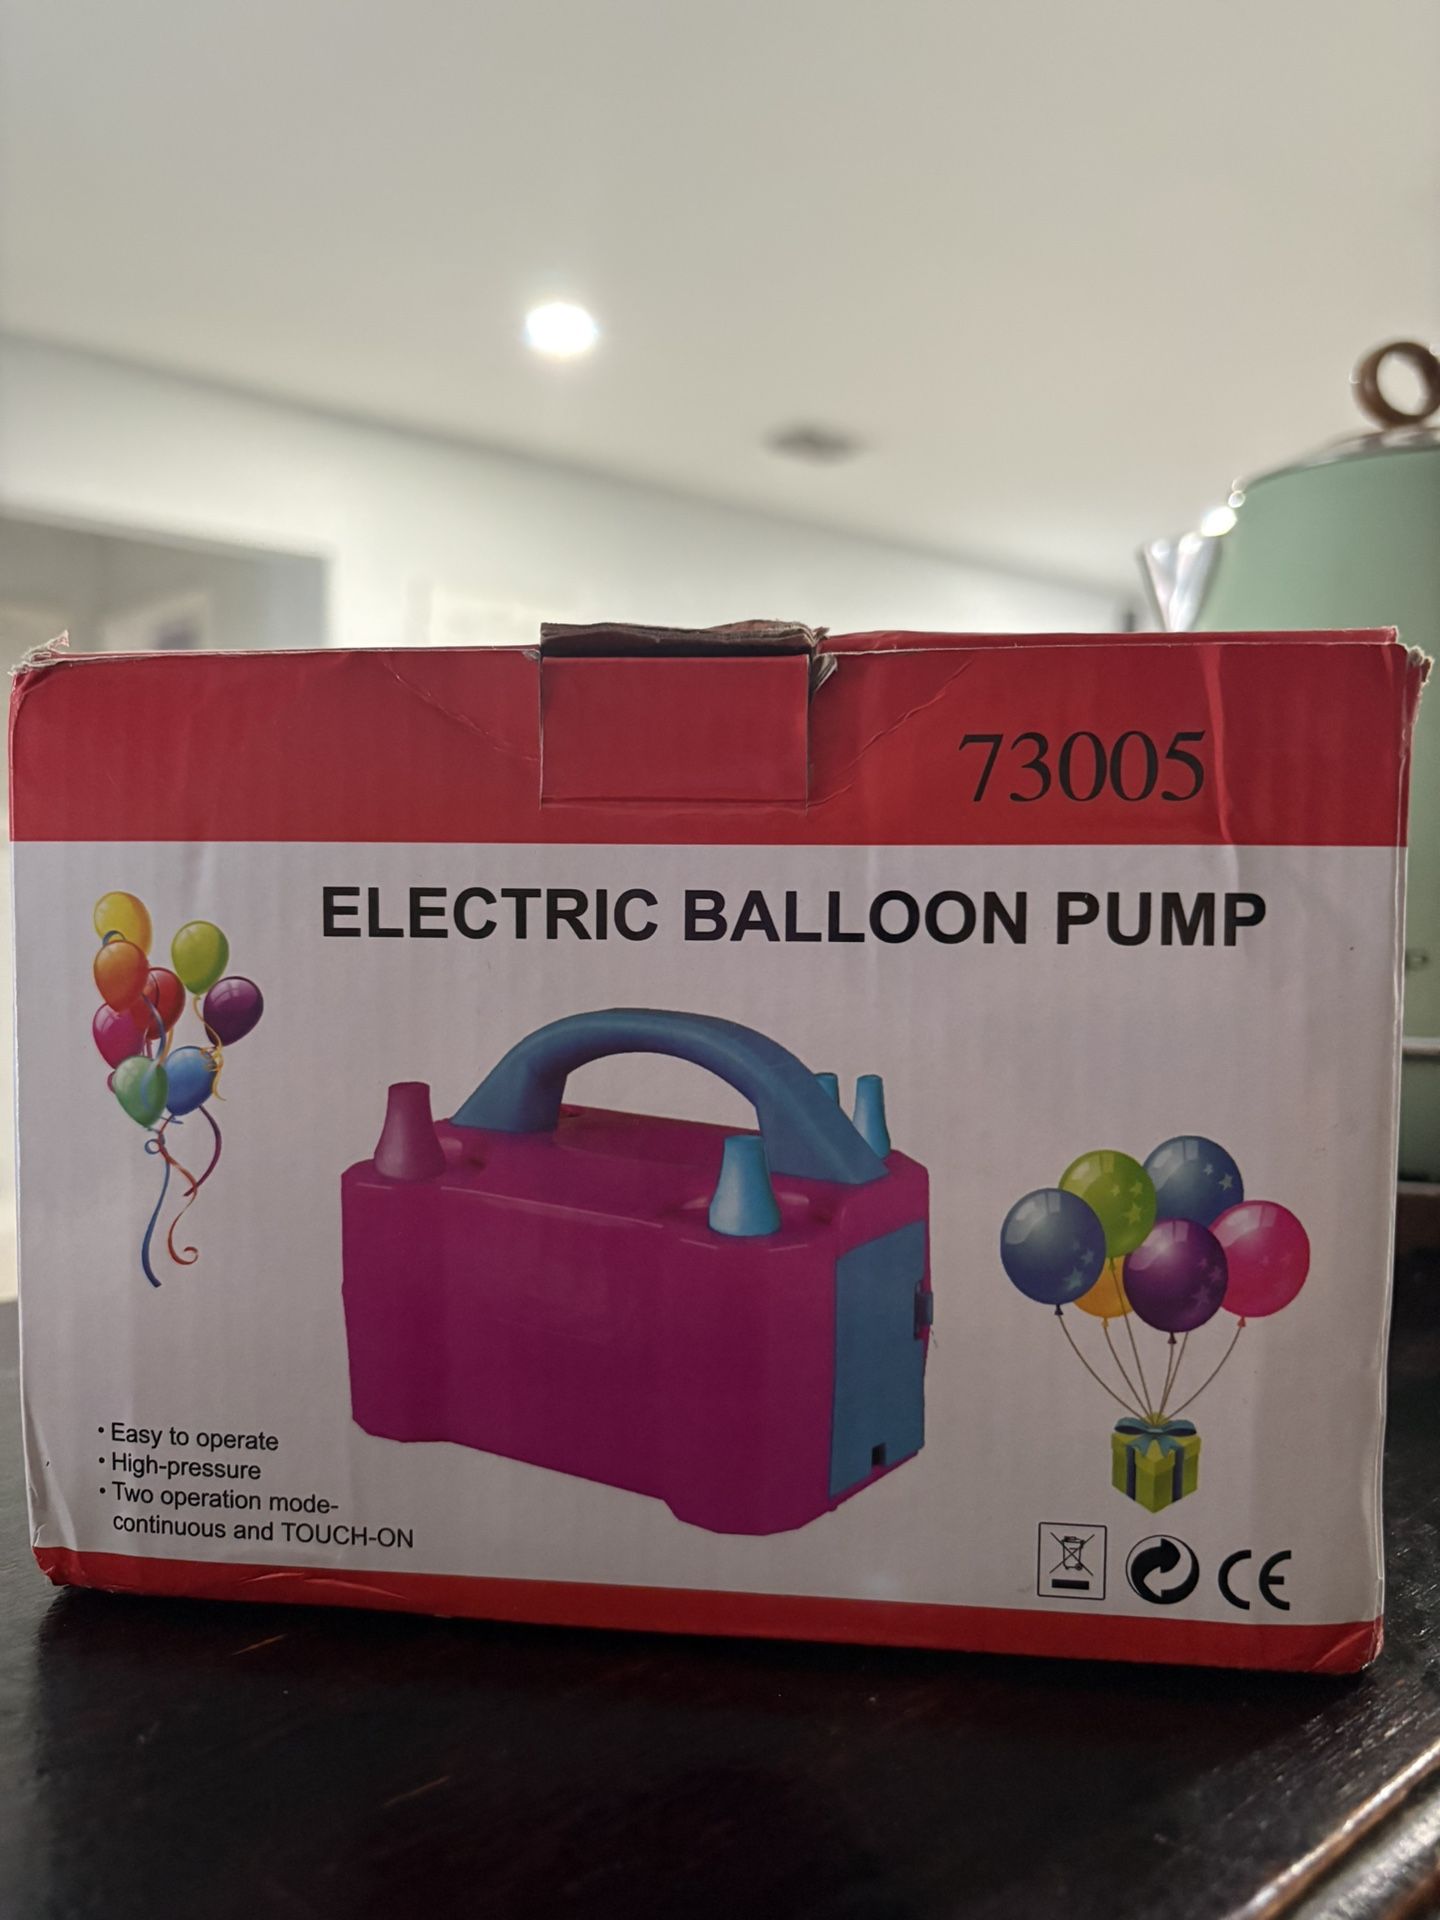 73005
ELECTRIC BALLOON PUMP
• Easy to operate
• High-pressure
• Two operation mode-
continuous and TOUCH-ON
CE